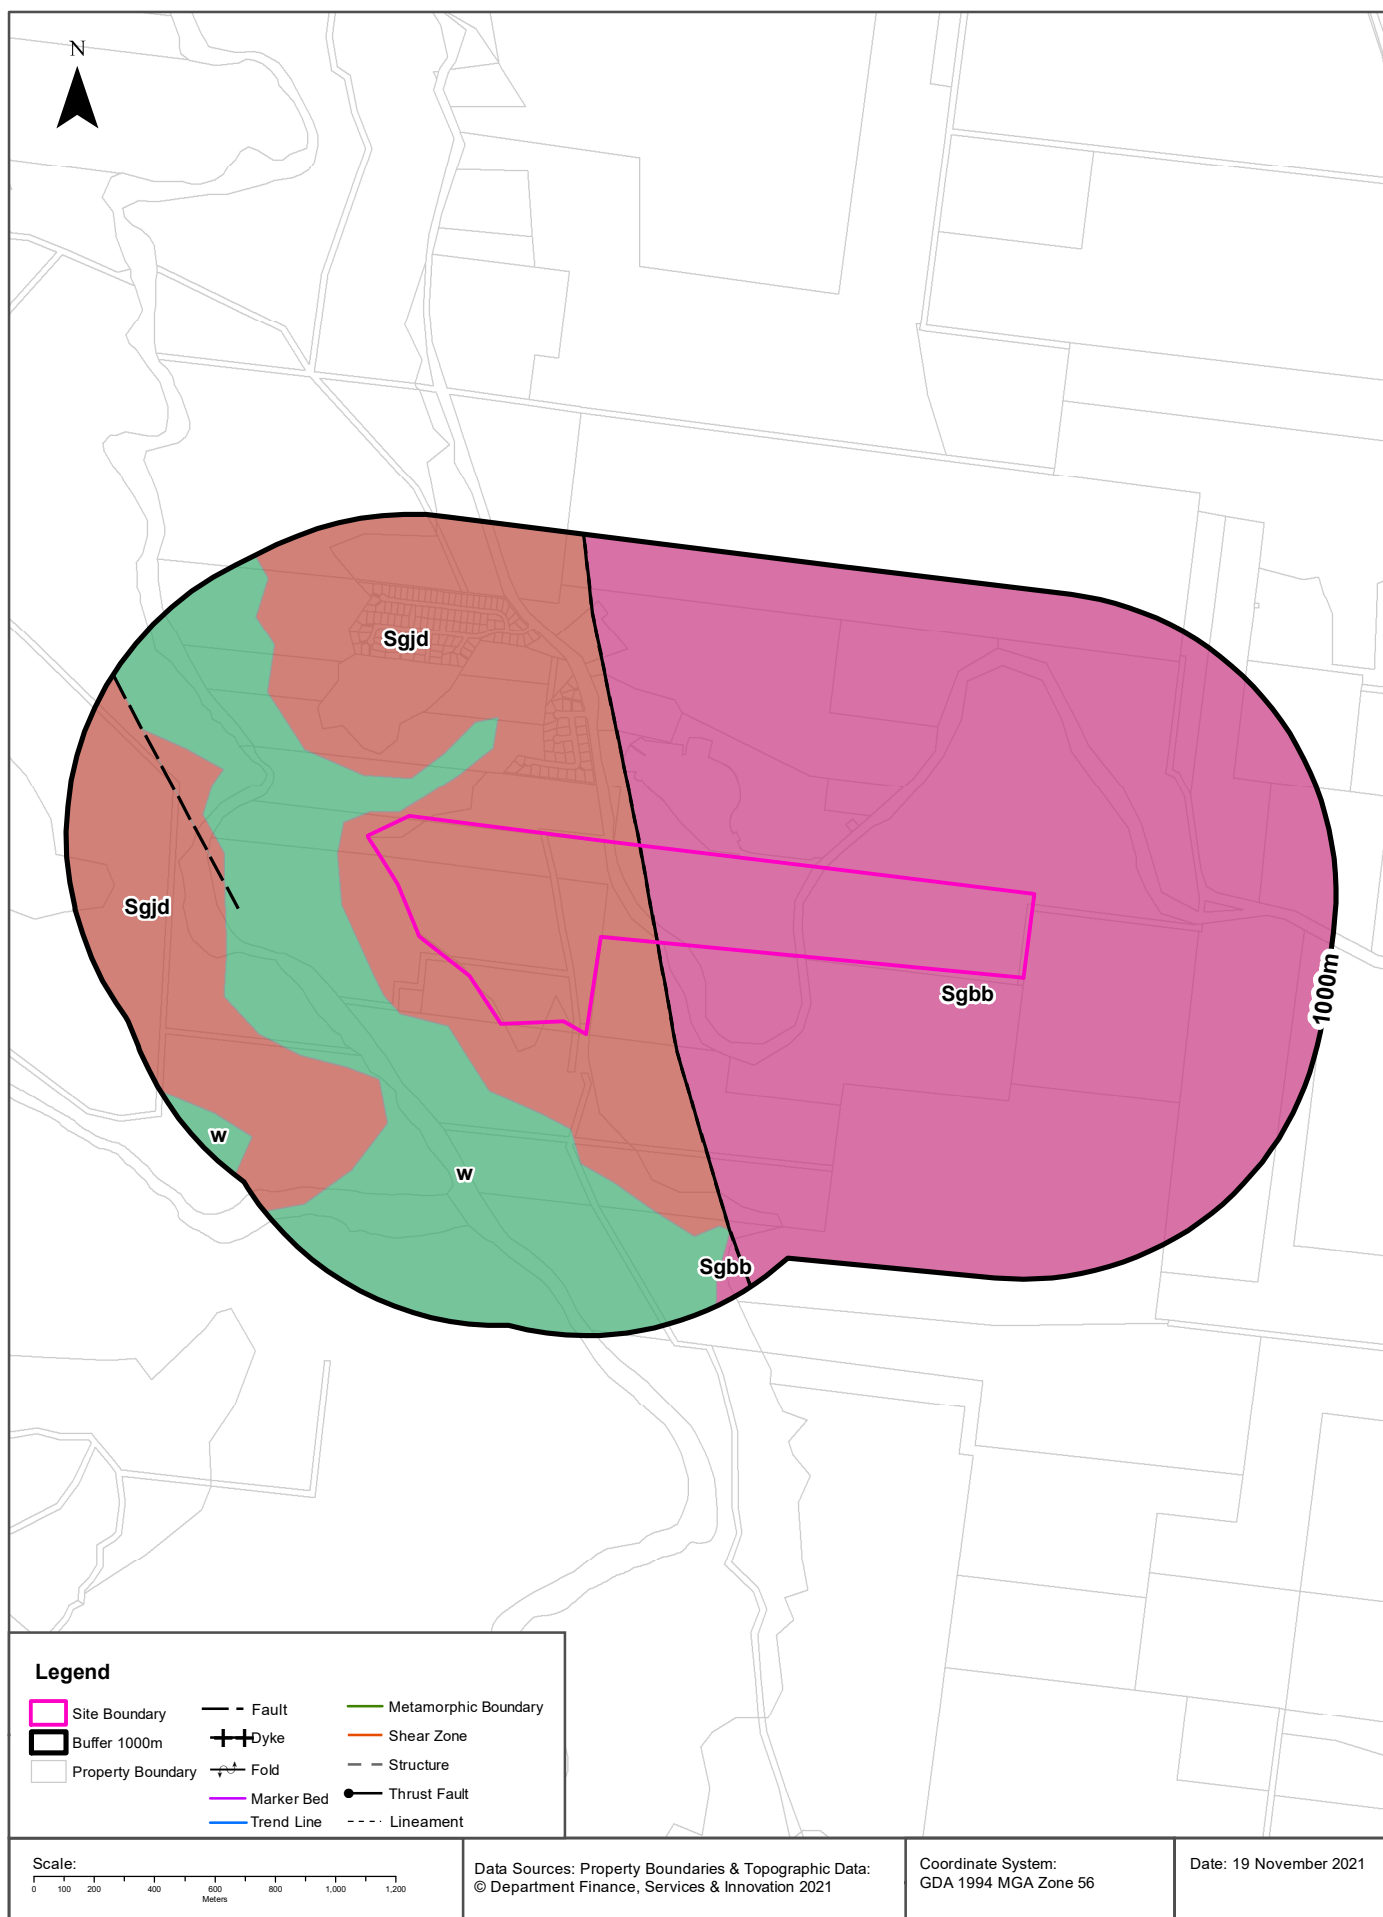 N
Sgjd
Sgjd
Sgbb
1000m
w
w
Sgbb
Legend
Site Boundary
Buffer 1000m
Property Boundary
Fault
Dyke
Fold
Marker Bed
Trend Line
Metamorphic Boundary
Shear Zone
Structure
Thrust Fault
Lineament
Scale:
0 100 200 400 600 800 1,000 1,200
Meters
Data Sources: Property Boundaries & Topographic Data:
© Department Finance, Services & Innovation 2021
Coordinate System:
GDA 1994 MGA Zone 56
Date: 19 November 2021